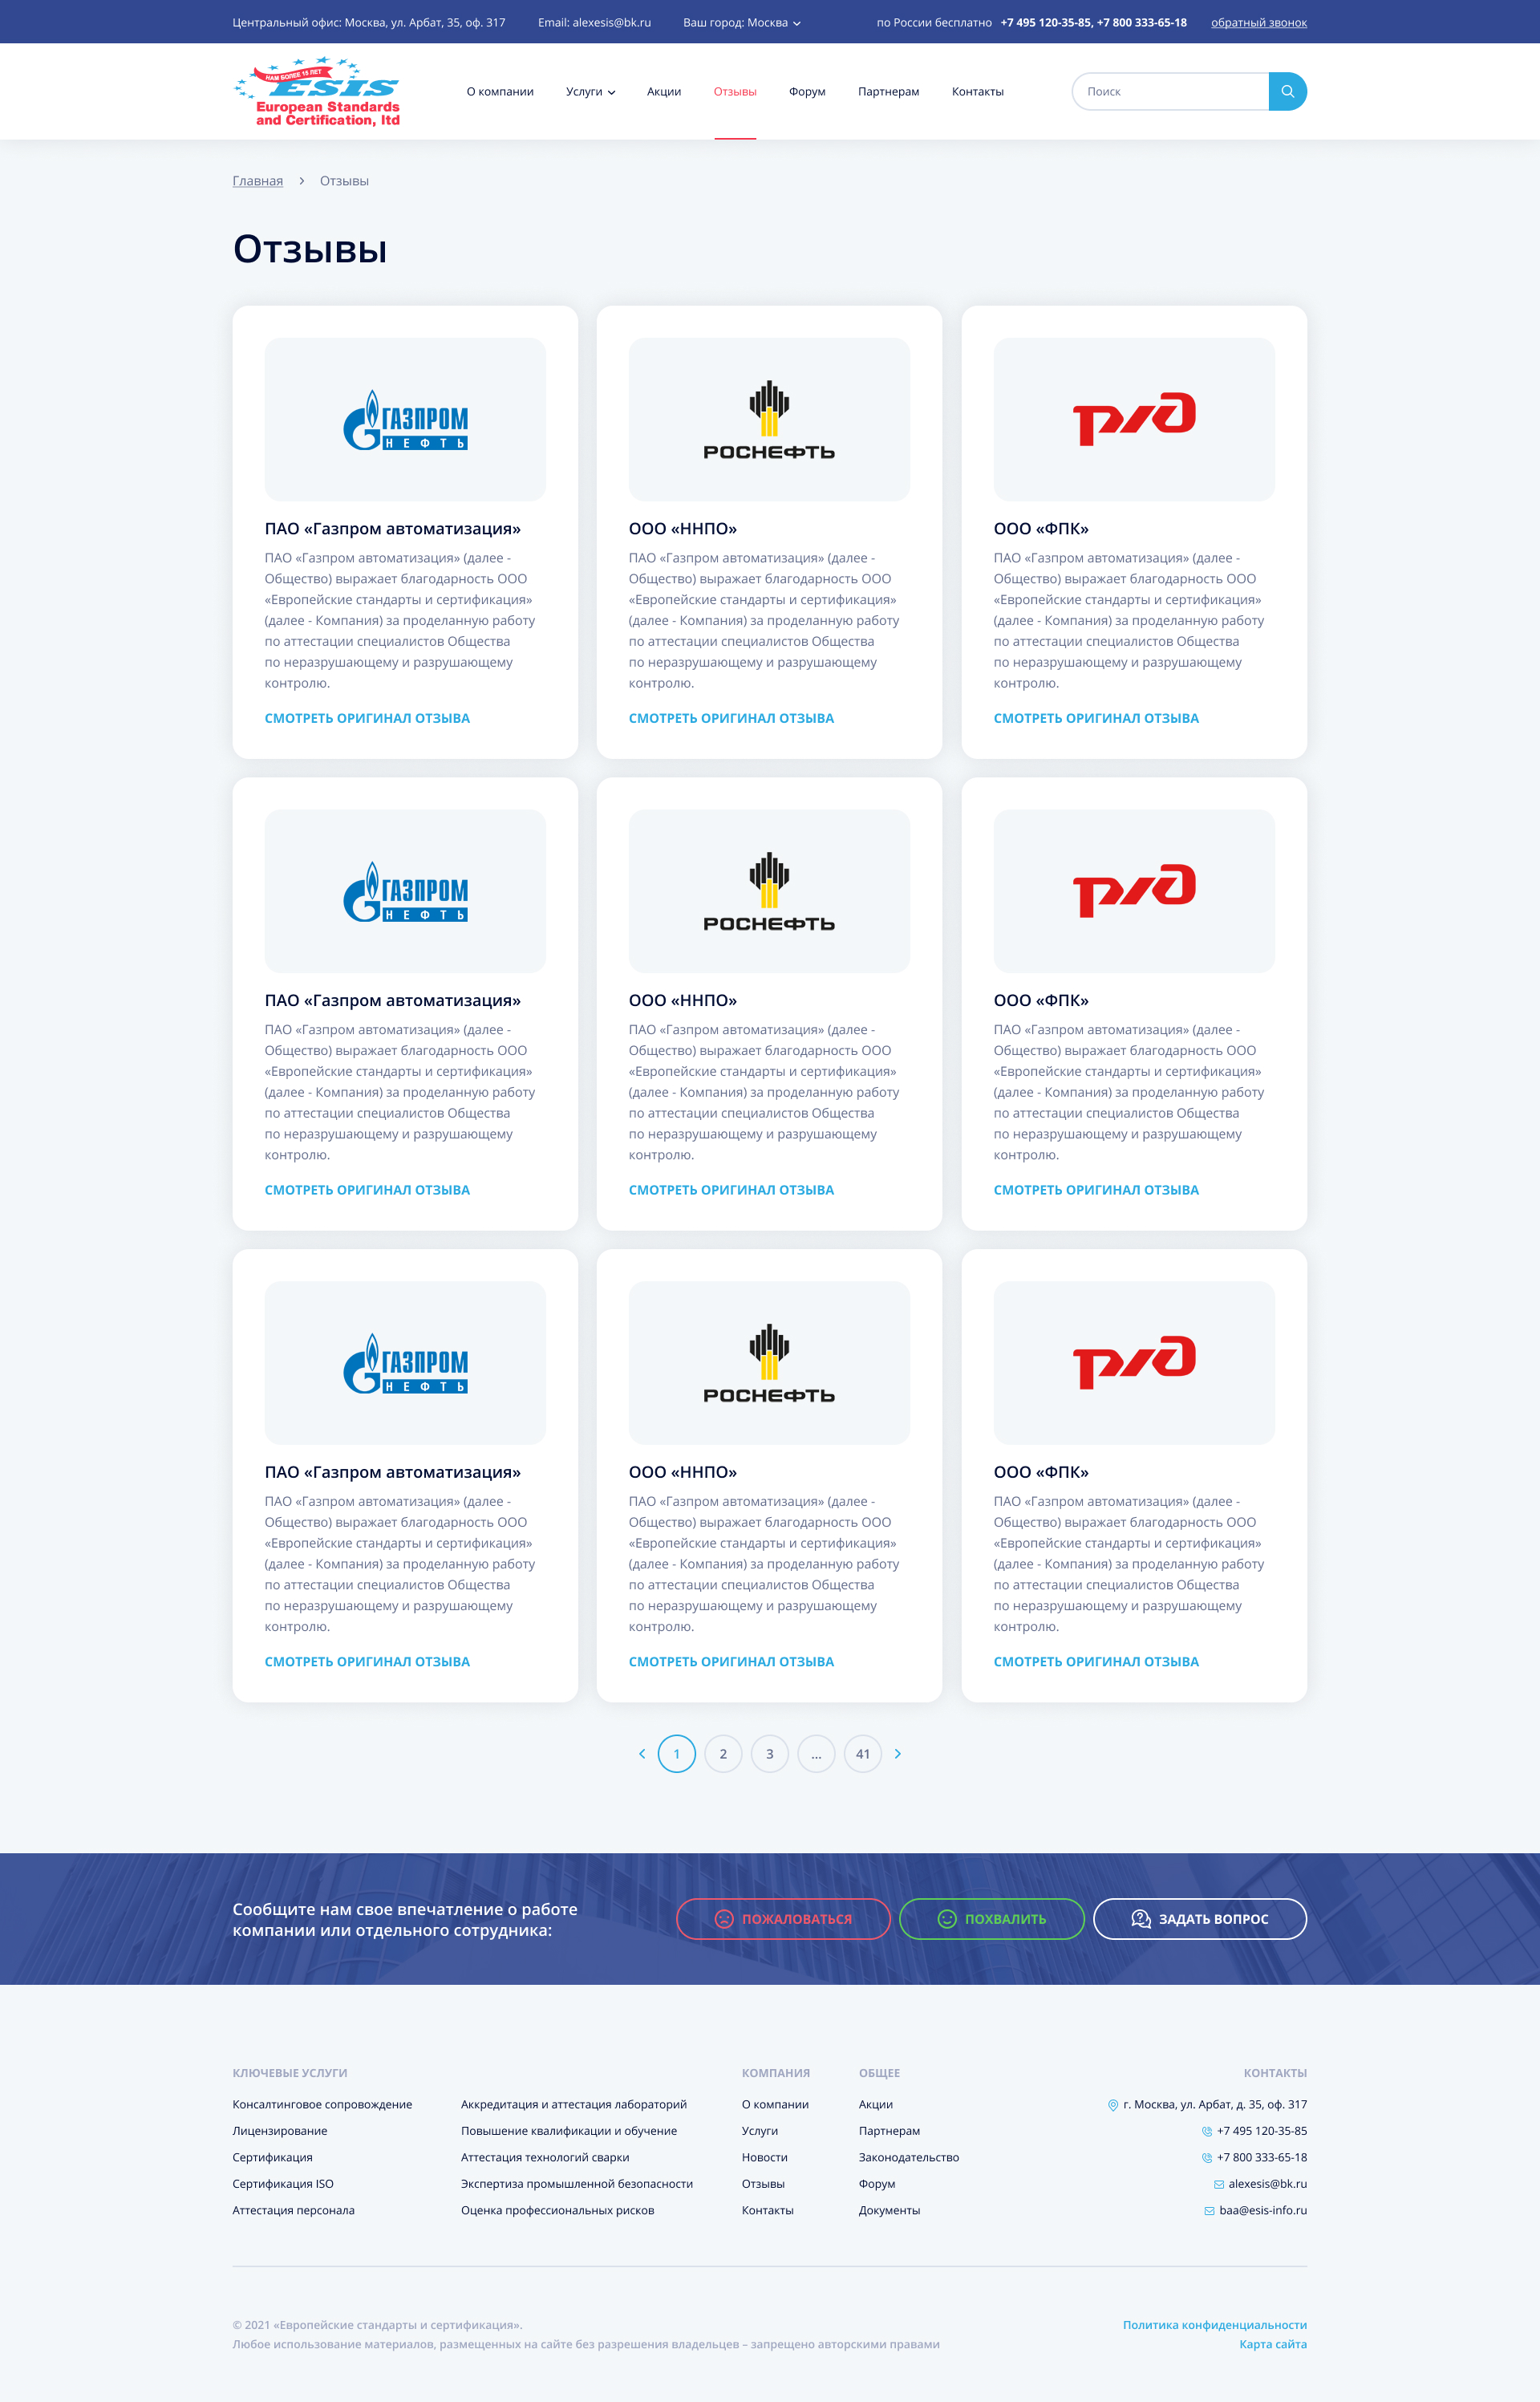 Центральный офис: Москва, ул. Арбат, 35, оф. 317 Email: alexesis@bk.ru Ваш город: Москва по России бесплатно +7 495 120-35-85, +7 800 333-65-18 обратный звонок
НАМ БОЛЕЕ 15 ЛЕТ
ESIS
European Standards
and Certification, ltd
О компании Услуги Акции Отзывы Форум Партнерам Контакты
Поиск
Главная Отзывы
Отзывы
ГАЗПРОМ
НЕФТЬ
ПАО «Газпром автоматизация»
ПАО «Газпром автоматизация» (далее -
Общество) выражает благодарность ООО
«Европейские стандарты и сертификация»
(далее - Компания) за проделанную работу
по аттестации специалистов Общества
по неразрушающему и разрушающему
контролю.
СМОТРЕТЬ ОРИГИНАЛ ОТЗЫВА
РОСНЕФТЬ
ООО «ННПО»
ПАО «Газпром автоматизация» (далее -
Общество) выражает благодарность ООО
«Европейские стандарты и сертификация»
(далее - Компания) за проделанную работу
по аттестации специалистов Общества
по неразрушающему и разрушающему
контролю.
СМОТРЕТЬ ОРИГИНАЛ ОТЗЫВА
ржд
ООО «ФПК»
ПАО «Газпром автоматизация» (далее -
Общество) выражает благодарность ООО
«Европейские стандарты и сертификация»
(далее - Компания) за проделанную работу
по аттестации специалистов Общества
по неразрушающему и разрушающему
контролю.
СМОТРЕТЬ ОРИГИНАЛ ОТЗЫВА
ГАЗПРОМ
НЕФТЬ
ПАО «Газпром автоматизация»
ПАО «Газпром автоматизация» (далее -
Общество) выражает благодарность ООО
«Европейские стандарты и сертификация»
(далее - Компания) за проделанную работу
по аттестации специалистов Общества
по неразрушающему и разрушающему
контролю.
СМОТРЕТЬ ОРИГИНАЛ ОТЗЫВА
РОСНЕФТЬ
ООО «ННПО»
ПАО «Газпром автоматизация» (далее -
Общество) выражает благодарность ООО
«Европейские стандарты и сертификация»
(далее - Компания) за проделанную работу
по аттестации специалистов Общества
по неразрушающему и разрушающему
контролю.
СМОТРЕТЬ ОРИГИНАЛ ОТЗЫВА
ржд
ООО «ФПК»
ПАО «Газпром автоматизация» (далее -
Общество) выражает благодарность ООО
«Европейские стандарты и сертификация»
(далее - Компания) за проделанную работу
по аттестации специалистов Общества
по неразрушающему и разрушающему
контролю.
СМОТРЕТЬ ОРИГИНАЛ ОТЗЫВА
ГАЗПРОМ
НЕФТЬ
ПАО «Газпром автоматизация»
ПАО «Газпром автоматизация» (далее -
Общество) выражает благодарность ООО
«Европейские стандарты и сертификация»
(далее - Компания) за проделанную работу
по аттестации специалистов Общества
по неразрушающему и разрушающему
контролю.
СМОТРЕТЬ ОРИГИНАЛ ОТЗЫВА
РОСНЕФТЬ
ООО «ННПО»
ПАО «Газпром автоматизация» (далее -
Общество) выражает благодарность ООО
«Европейские стандарты и сертификация»
(далее - Компания) за проделанную работу
по аттестации специалистов Общества
по неразрушающему и разрушающему
контролю.
СМОТРЕТЬ ОРИГИНАЛ ОТЗЫВА
ржд
ООО «ФПК»
ПАО «Газпром автоматизация» (далее -
Общество) выражает благодарность ООО
«Европейские стандарты и сертификация»
(далее - Компания) за проделанную работу
по аттестации специалистов Общества
по неразрушающему и разрушающему
контролю.
СМОТРЕТЬ ОРИГИНАЛ ОТЗЫВА
1 2 3 ... 41
Сообщите нам свое впечатление о работе
компании или отдельного сотрудника:
ПОЖАЛОВАТЬСЯ ПОХВАЛИТЬ ЗАДАТЬ ВОПРОС
КЛЮЧЕВЫЕ УСЛУГИ
Консалтинговое сопровождение
Лицензирование
Сертификация
Сертификация ISO
Аттестация персонала
Аккредитация и аттестация лабораторий
Повышение квалификации и обучение
Аттестация технологий сварки
Экспертиза промышленной безопасности
Оценка профессиональных рисков
КОМПАНИЯ
О компании
Услуги
Новости
Отзывы
Контакты
ОБЩЕЕ
Акции
Партнерам
Законодательство
Форум
Документы
КОНТАКТЫ
г. Москва, ул. Арбат, д. 35, оф. 317
+7 495 120-35-85
+7 800 333-65-18
alexesis@bk.ru
baa@esis-info.ru
© 2021 «Европейские стандарты и сертификация».
Любое использование материалов, размещенных на сайте без разрешения владельцев – запрещено авторскими правами
Политика конфиденциальности
Карта сайта